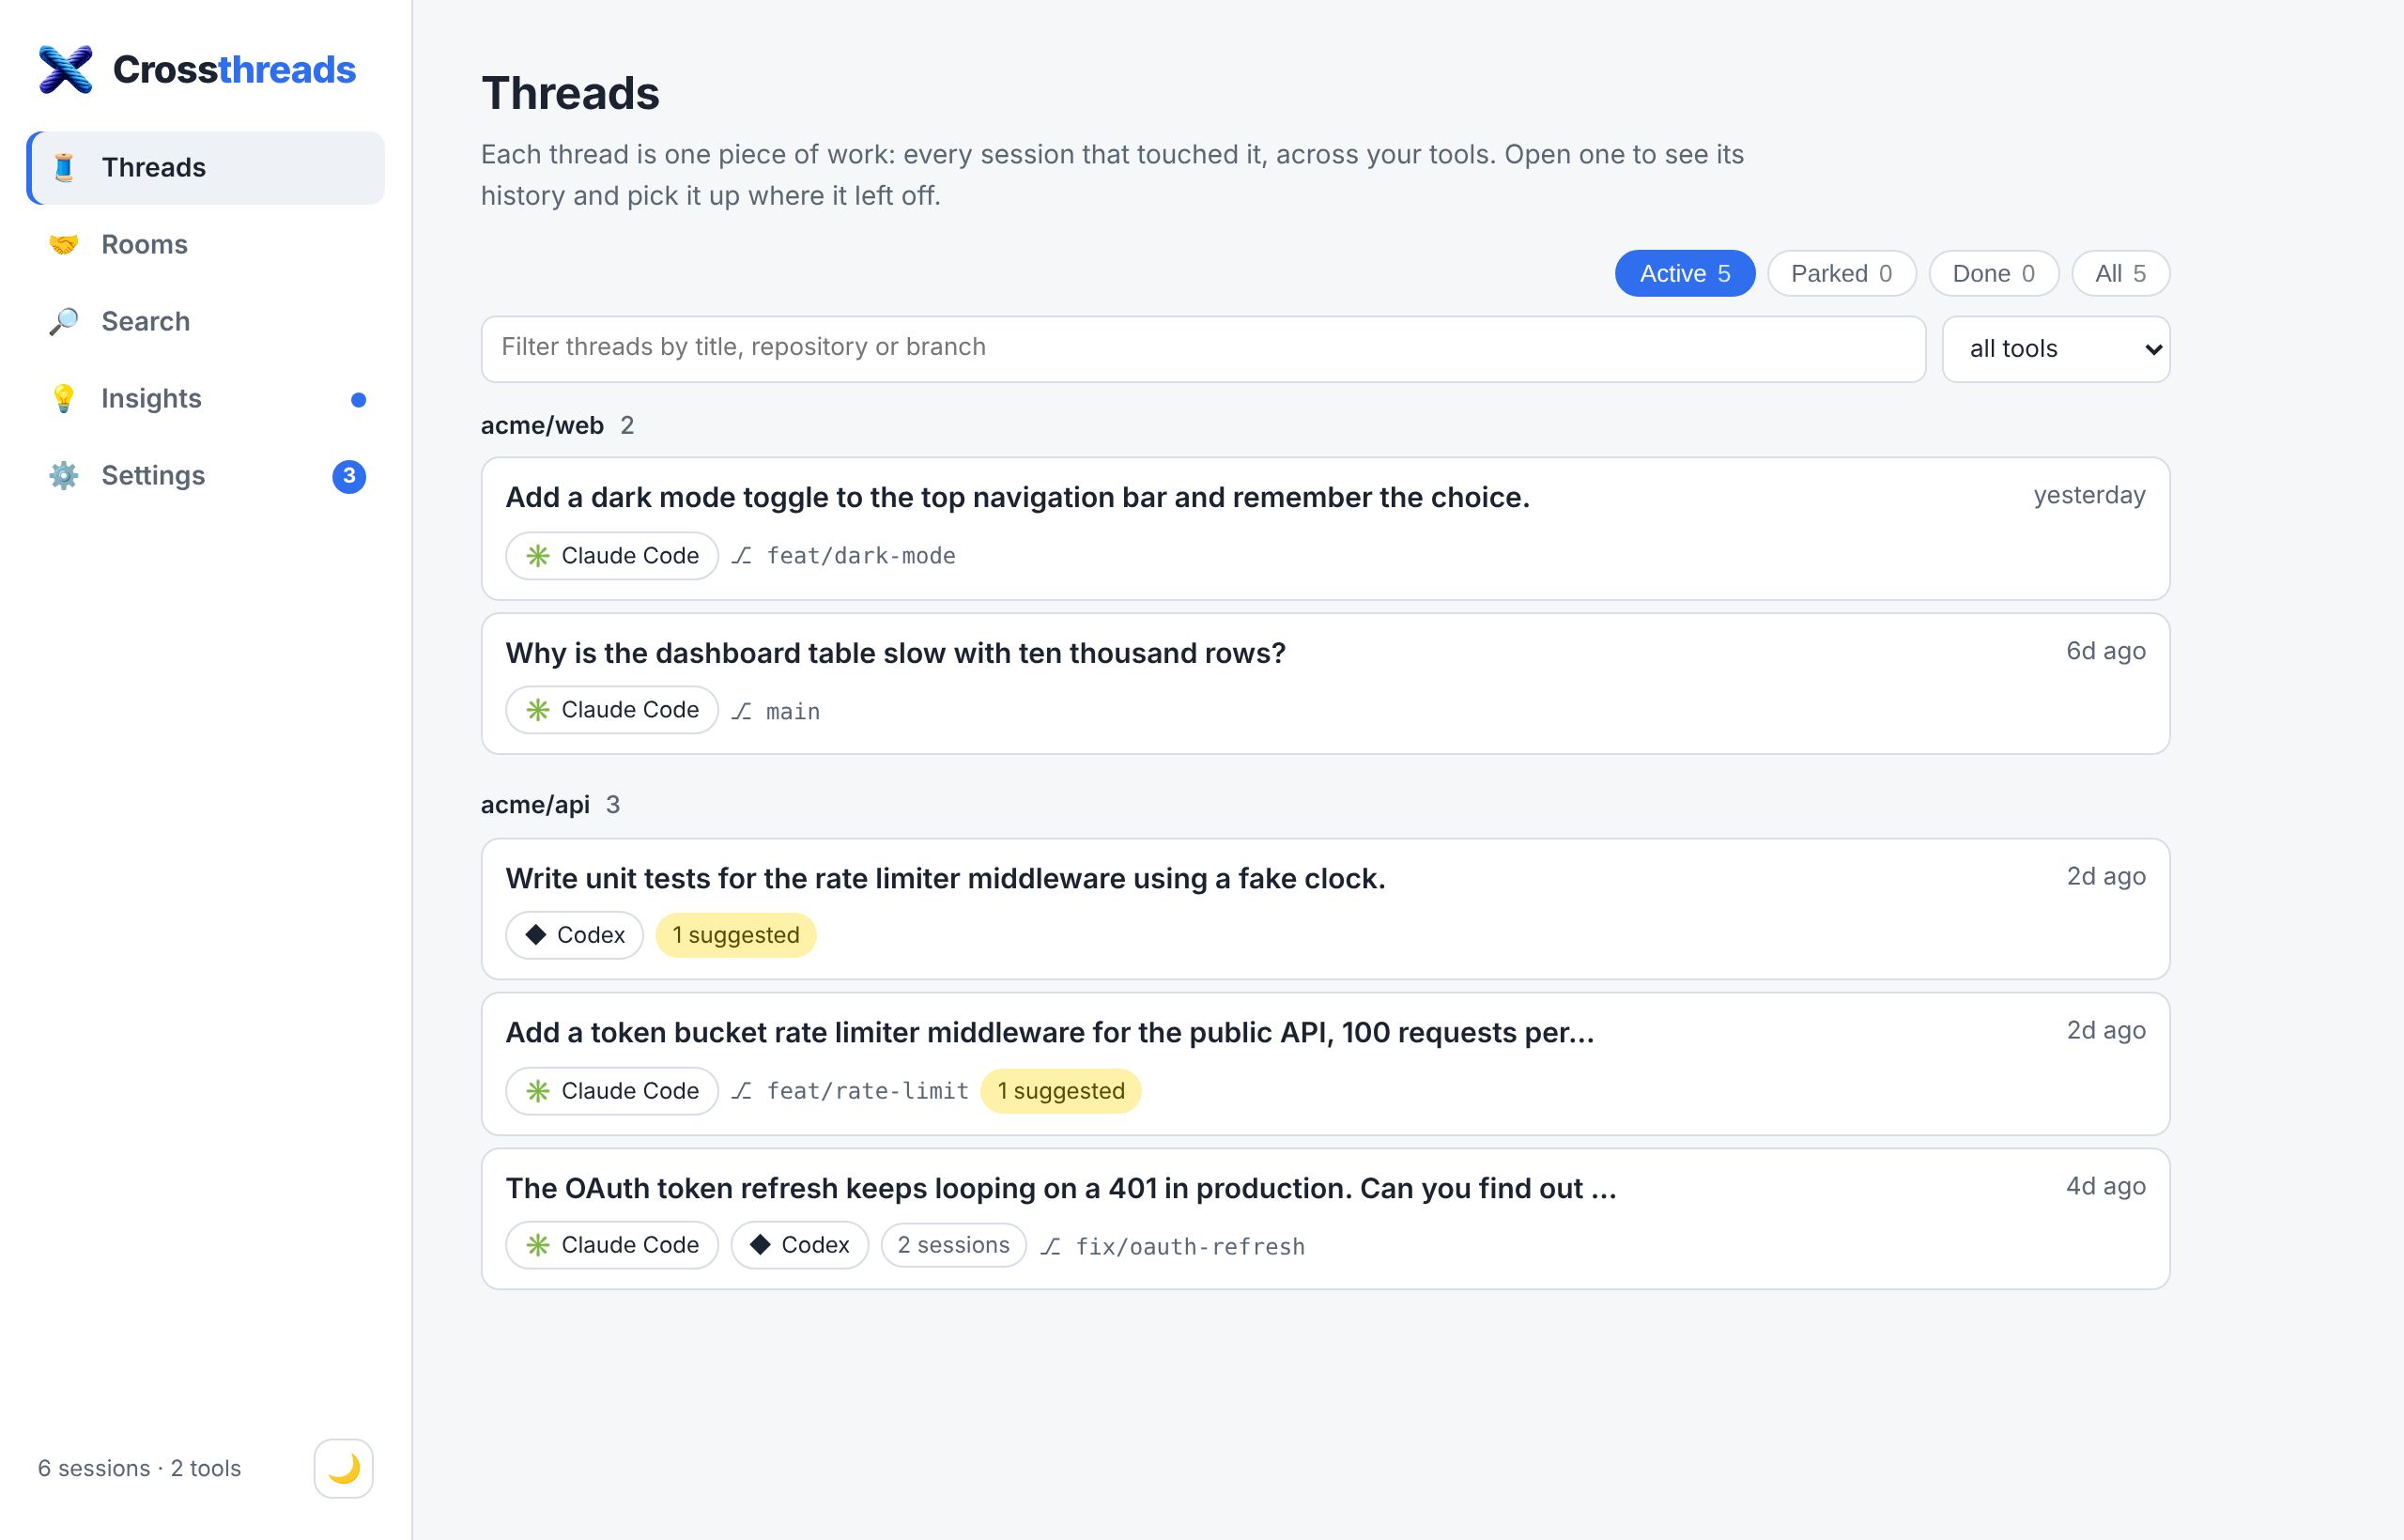 Crossthreads
Threads
Rooms
Search
Insights
Settings 3
6 sessions · 2 tools
Threads
Each thread is one piece of work: every session that touched it, across your tools. Open one to see its
history and pick it up where it left off.
Active 5 Parked 0 Done 0 All 5
Filter threads by title, repository or branch all tools
acme/web 2
Add a dark mode toggle to the top navigation bar and remember the choice. yesterday
Claude Code feat/dark-mode
Why is the dashboard table slow with ten thousand rows? 6d ago
Claude Code main
acme/api 3
Write unit tests for the rate limiter middleware using a fake clock. 2d ago
Codex 1 suggested
Add a token bucket rate limiter middleware for the public API, 100 requests per... 2d ago
Claude Code feat/rate-limit 1 suggested
The OAuth token refresh keeps looping on a 401 in production. Can you find out ... 4d ago
Claude Code Codex 2 sessions fix/oauth-refresh